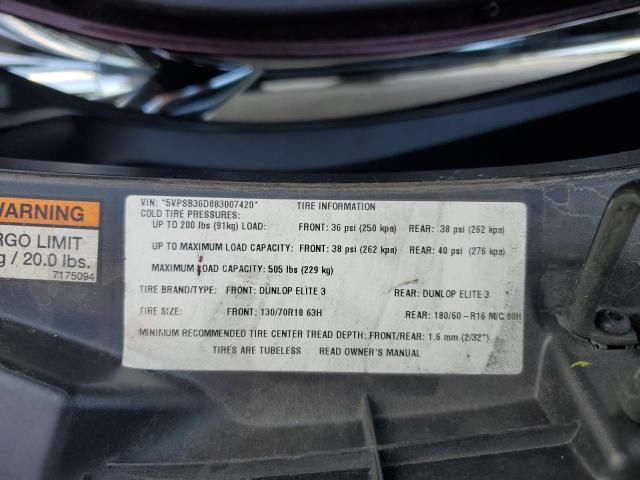 WARNING
RGO LIMIT
g / 20.0 lbs.
7175094
VIN: *5VPSB36D883007420* TIRE INFORMATION
COLD TIRE PRESSURES:
UP TO 200 lbs (91kg) LOAD: FRONT: 36 psi (250 kpa) REAR: 38 psi (262 kpa)
UP TO MAXIMUM LOAD CAPACITY: FRONT: 38 psi (262 kpa) REAR: 40 psi (276 kpa)
MAXIMUM LOAD CAPACITY: 505 lbs (229 kg)
TIRE BRAND/TYPE: FRONT: DUNLOP ELITE 3 REAR: DUNLOP ELITE 3
TIRE SIZE: FRONT: 130/70R18 63H REAR: 180/60-R16 M/C 80H
MINIMUM RECOMMENDED TIRE CENTER TREAD DEPTH: FRONT/REAR: 1.6 mm (2/32")
TIRES ARE TUBELESS READ OWNER'S MANUAL